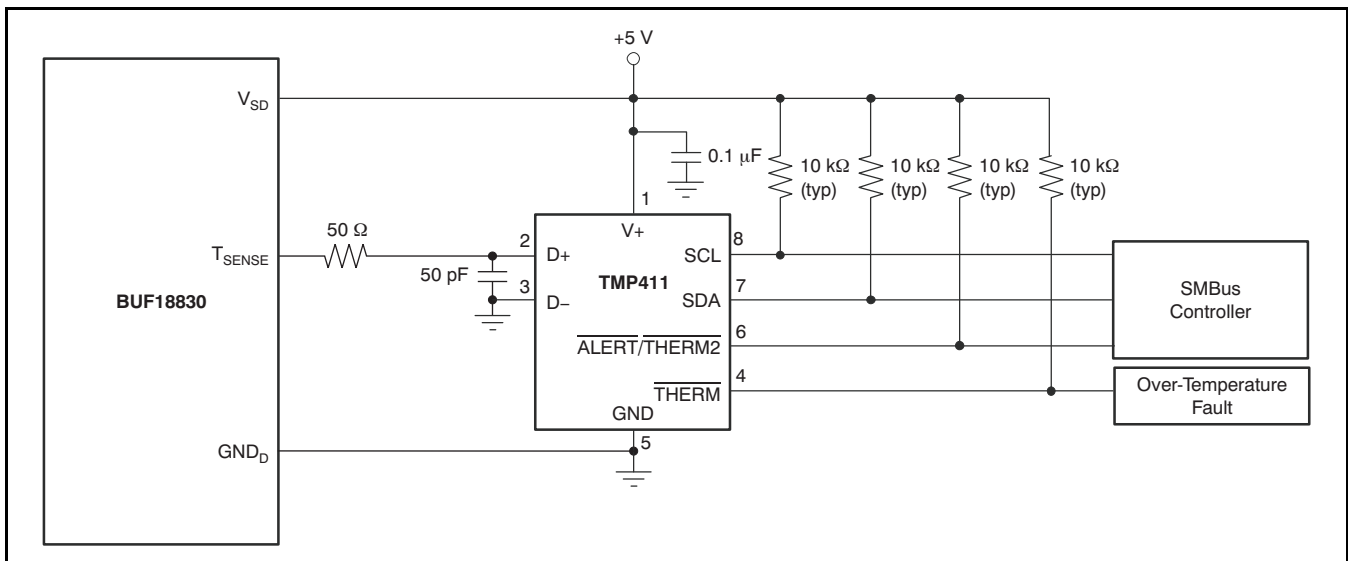 +5 V
V_SD
0.1 μF
10 kΩ
(typ)
10 kΩ
(typ)
10 kΩ
(typ)
10 kΩ
(typ)
1
V+
50 Ω
T_SENSE
2
D+
50 pF
3
D−
BUF18830
TMP411
SCL
8
SDA
7
ALERT/THERM2
6
THERM
4
GND
5
SMBus
Controller
Over-Temperature
Fault
GND_D